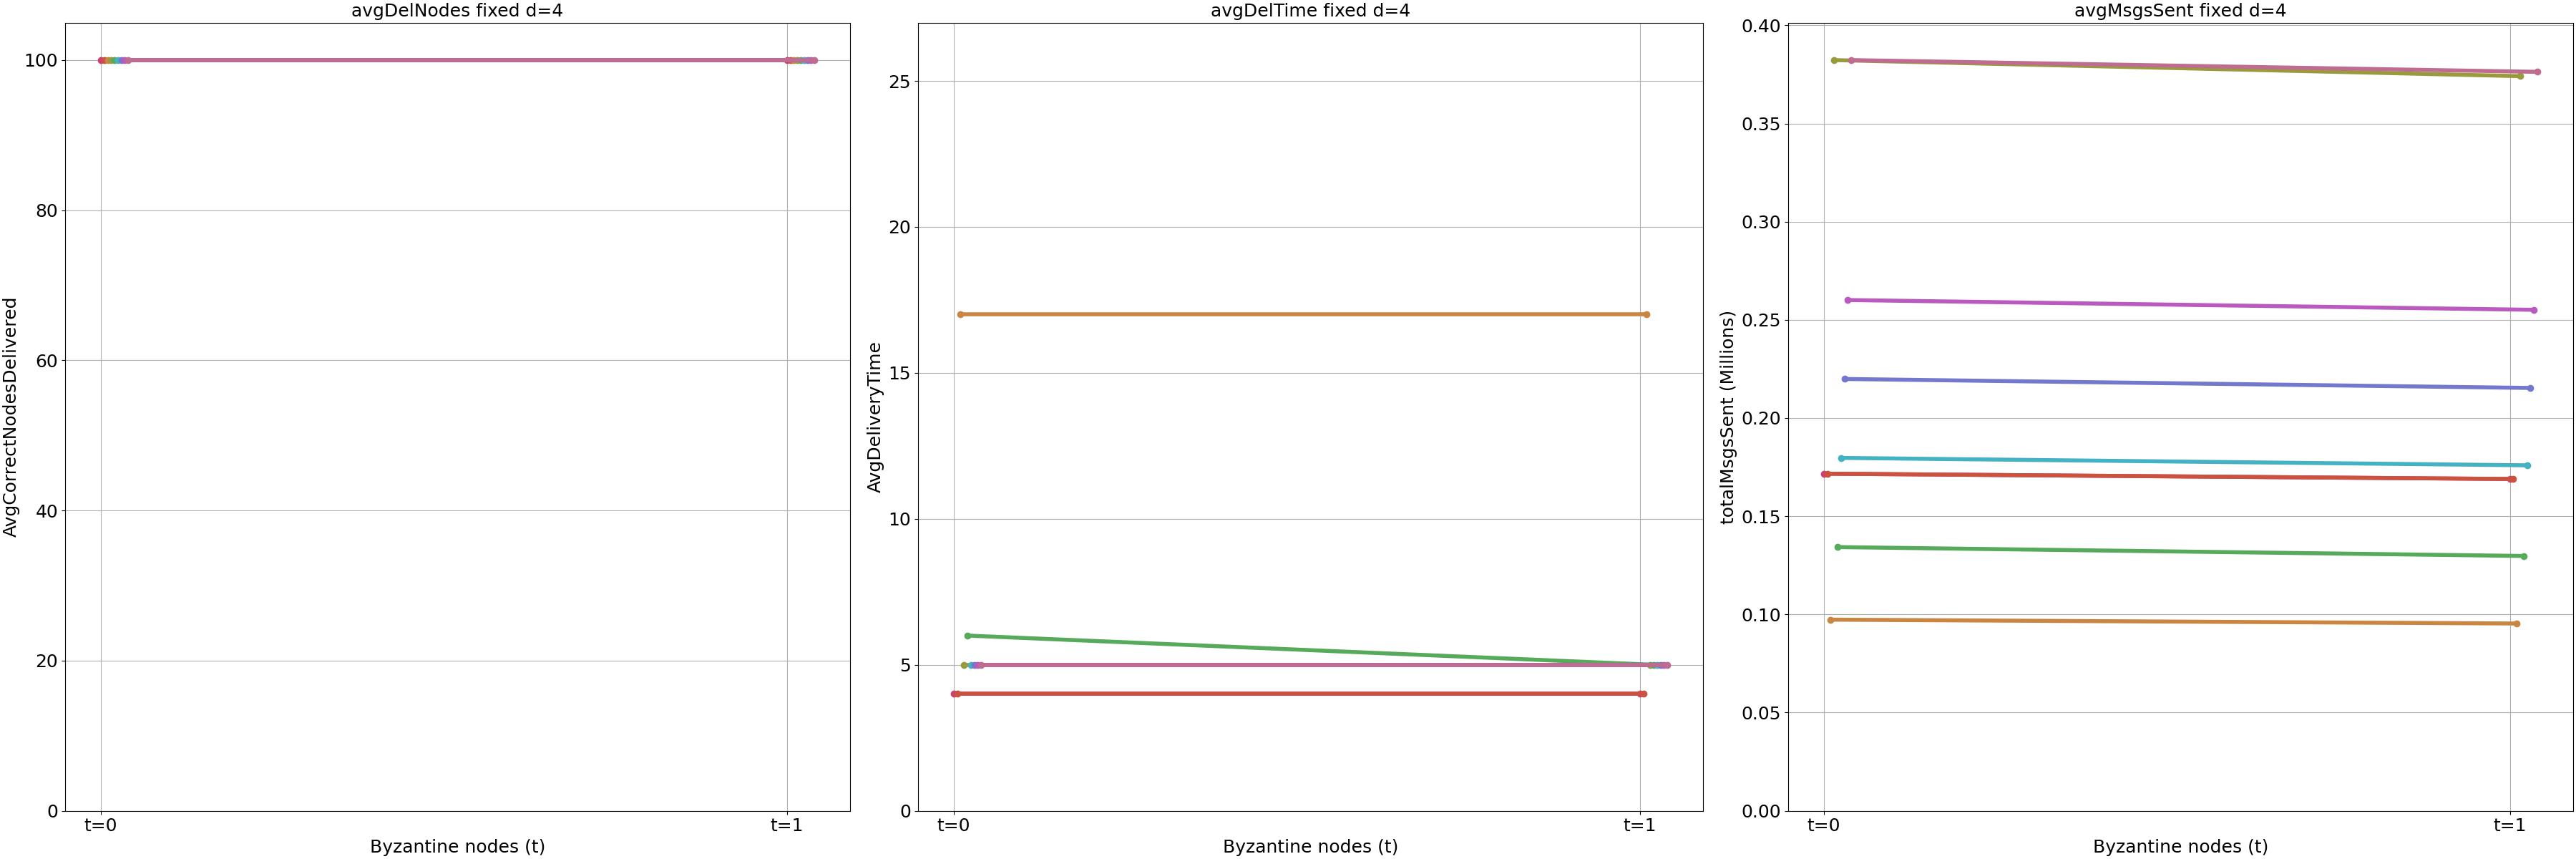 avgDelNodes fixed d=4
AvgCorrectNodesDelivered
100
80
60
40
20
0
t=0
t=1
Byzantine nodes (t)
avgDelTime fixed d=4
AvgDeliveryTime
25
20
15
10
5
0
t=0
t=1
Byzantine nodes (t)
avgMsgsSent fixed d=4
totalMsgsSent (Millions)
0.40
0.35
0.30
0.25
0.20
0.15
0.10
0.05
0.00
t=0
t=1
Byzantine nodes (t)